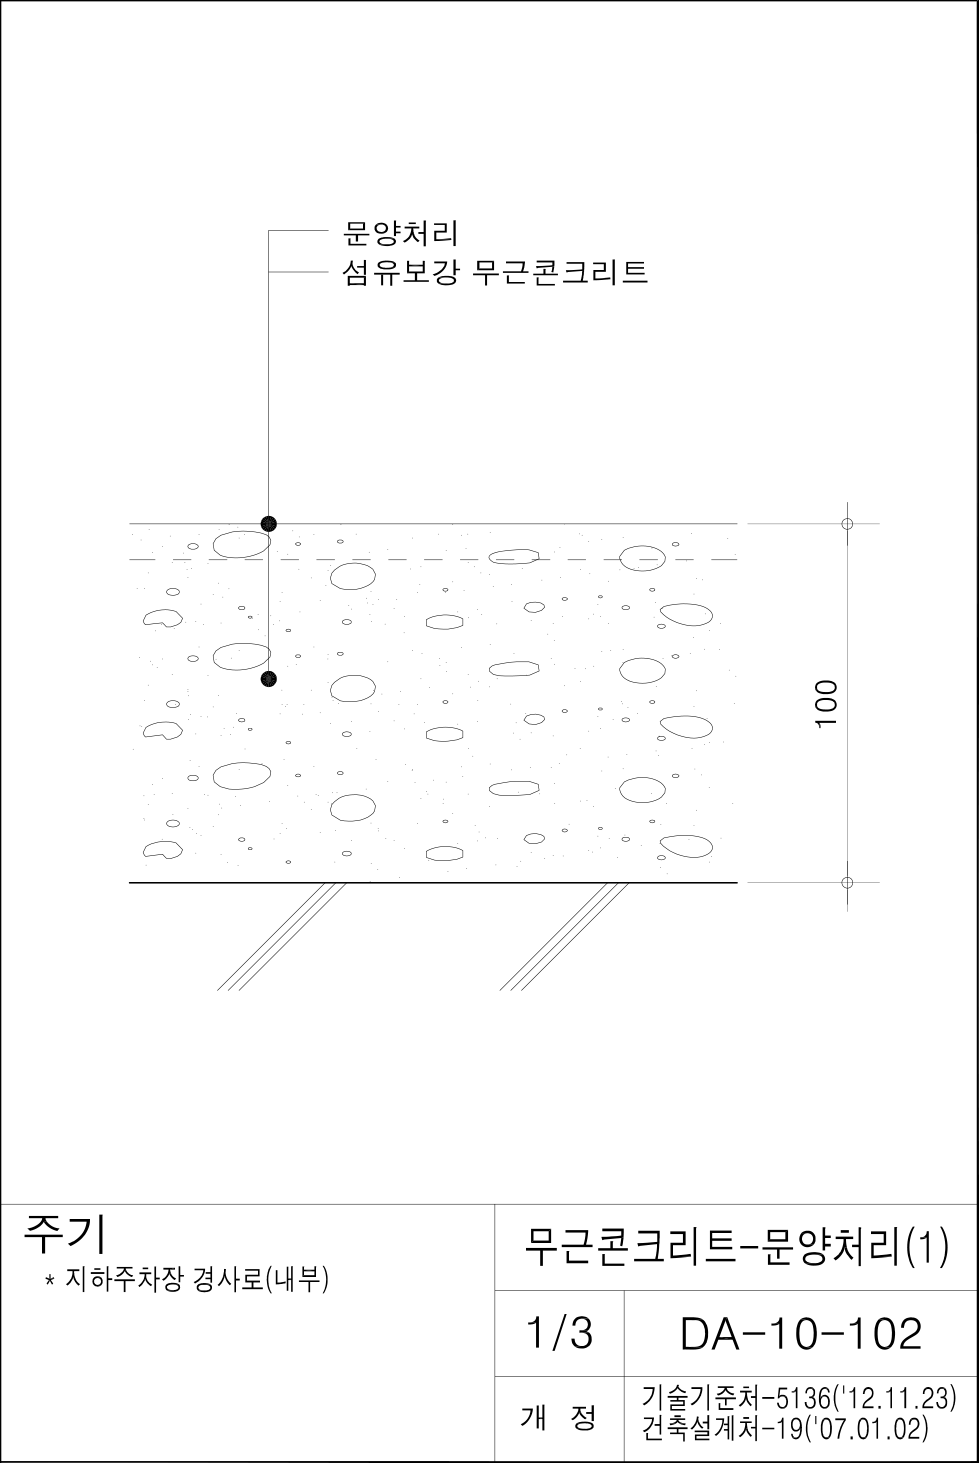 문양처리
섬유보강 무근콘크리트
100
주기
* 지하주차장 경사로(내부)
무근콘크리트-문양처리(1)
1/3
DA-10-102
개 정
기술기준처-5136('12.11.23)
건축설계처-19('07.01.02)